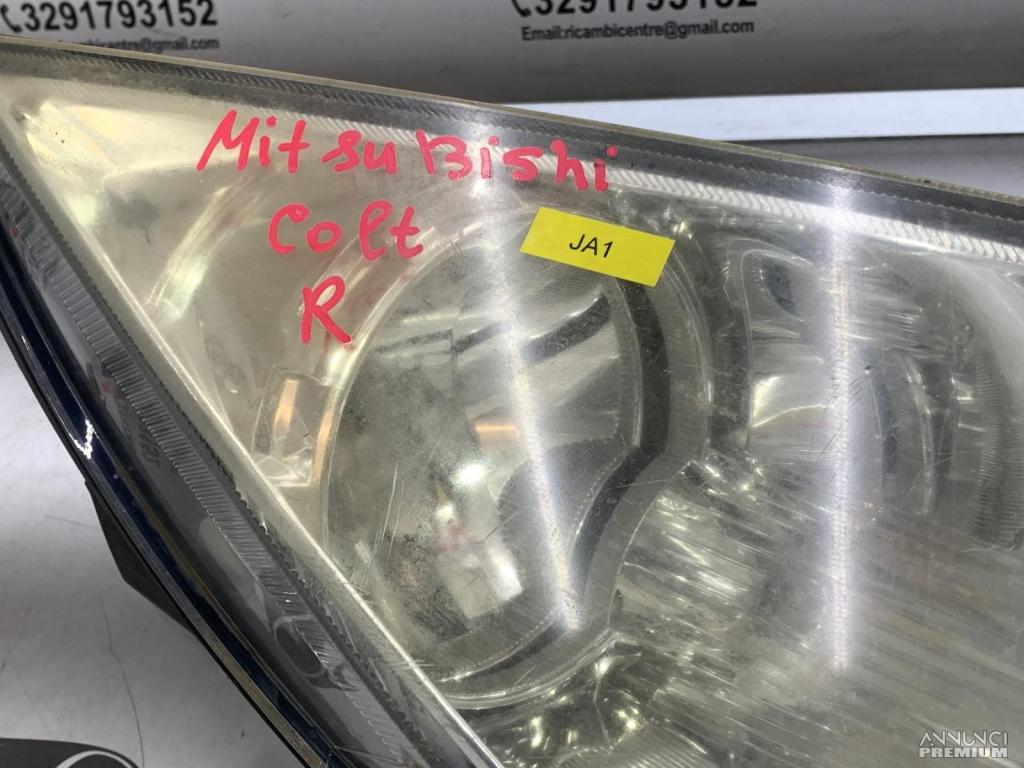 3291793152
3291793152
Email:ricambicentre@gmail.com
Mitsubishi
Colt
R
JA1
ANNUNCI
PREMIUM